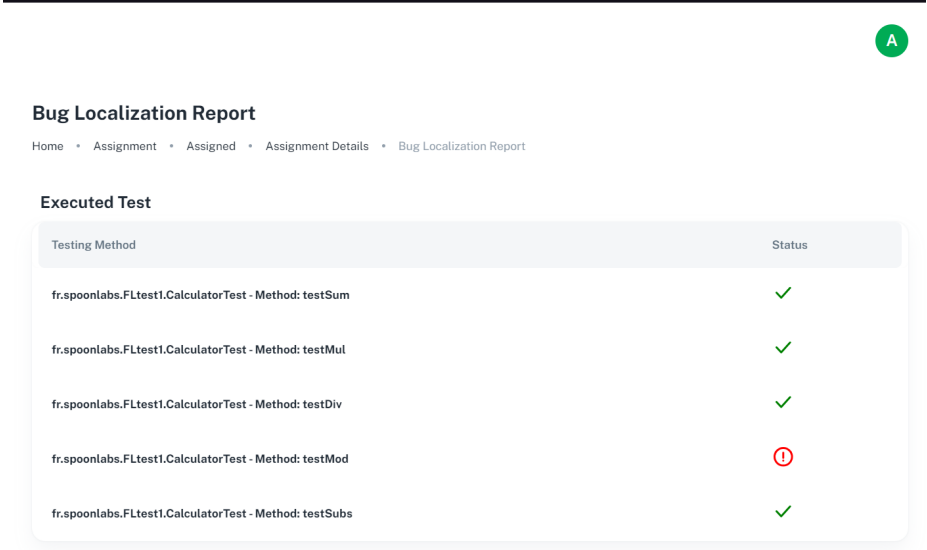 A
Bug Localization Report
Home • Assignment • Assigned • Assignment Details • Bug Localization Report
Executed Test
Testing Method Status
fr.spoonlabs.FLtest1.CalculatorTest - Method: testSum
fr.spoonlabs.FLtest1.CalculatorTest - Method: testMul
fr.spoonlabs.FLtest1.CalculatorTest - Method: testDiv
fr.spoonlabs.FLtest1.CalculatorTest - Method: testMod
fr.spoonlabs.FLtest1.CalculatorTest - Method: testSubs